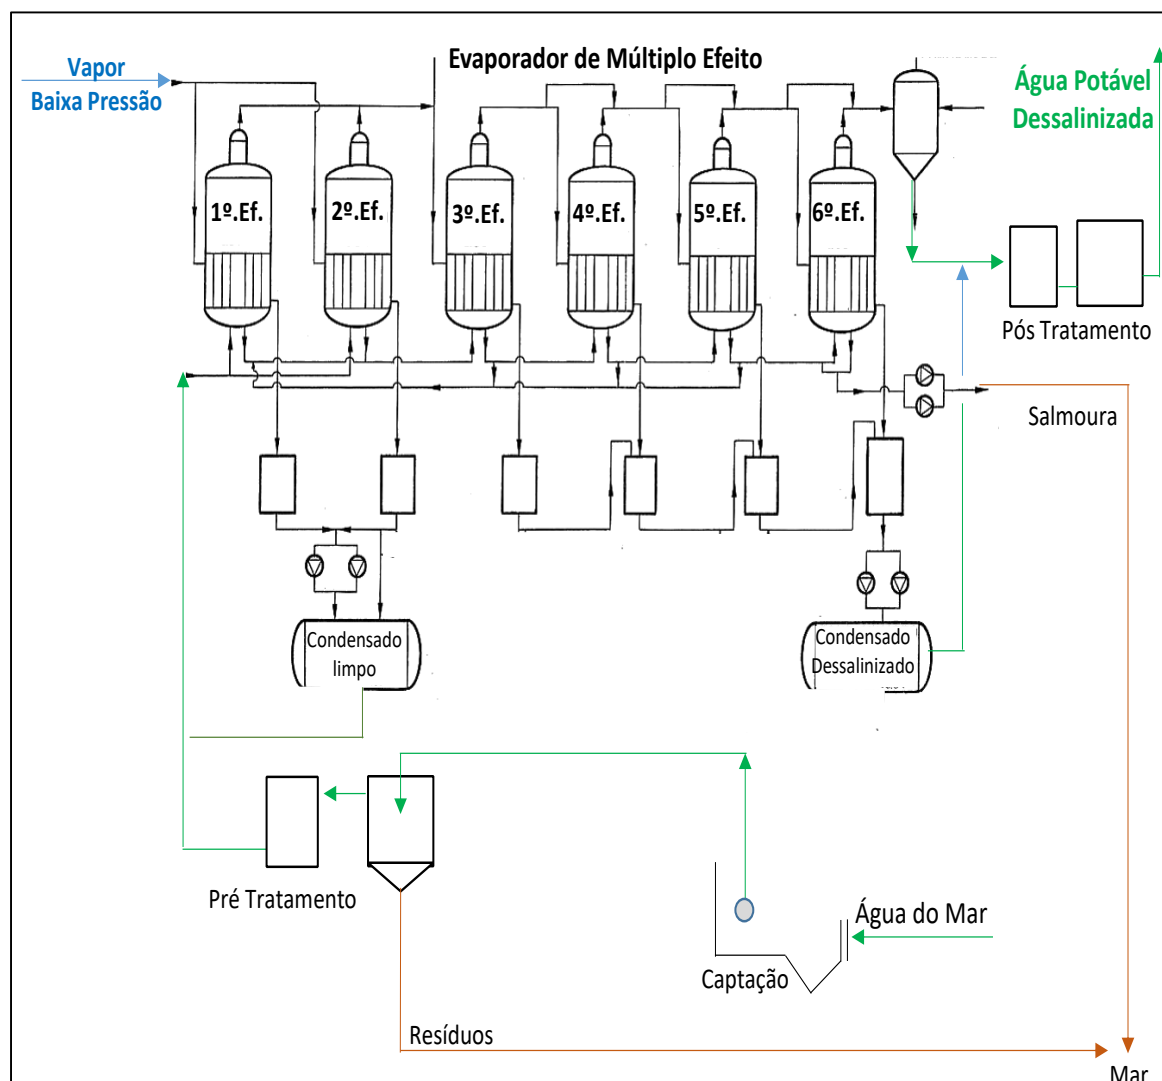 Evaporador de Múltiplo Efeito
Vapor
Baixa Pressão
Água Potável
Dessalinizada
1º.Ef.
2º.Ef.
3º.Ef.
4º.Ef.
5º.Ef.
6º.Ef.
Pós Tratamento
Salmoura
Condensado
limpo
Condensado
Dessalinizado
Pré Tratamento
Água do Mar
Captação
Resíduos
Mar